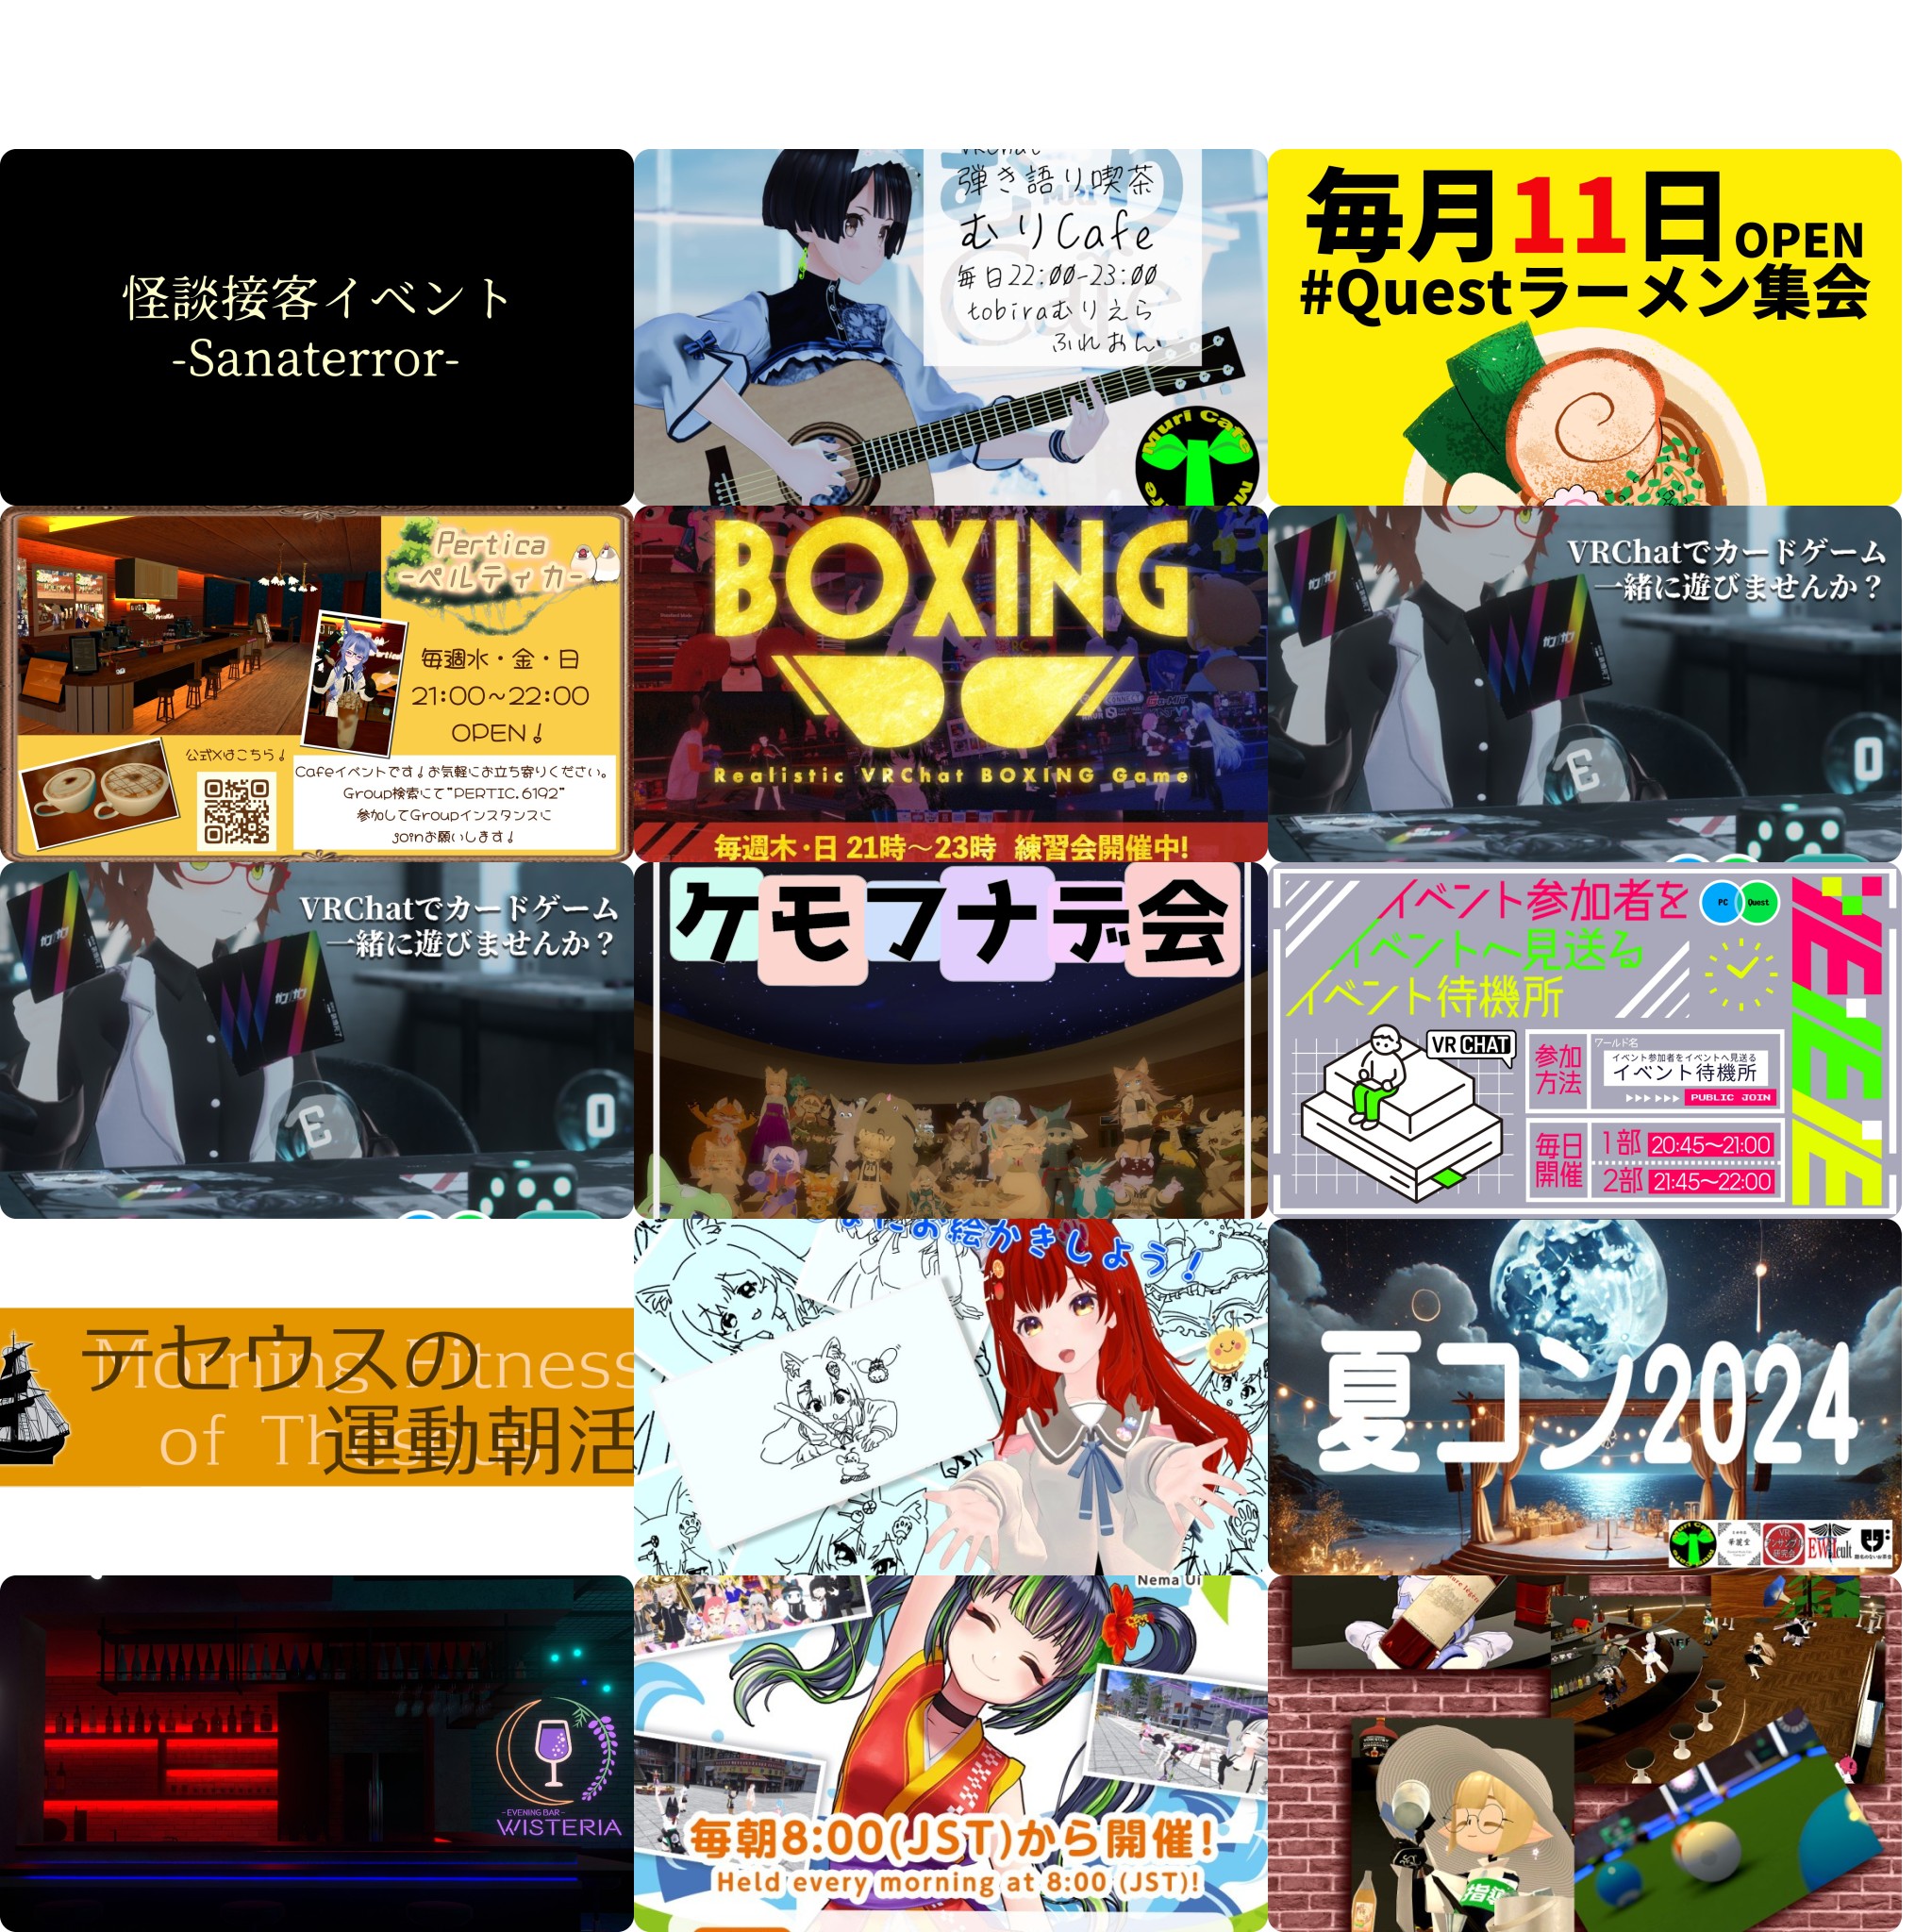 怪談接客イベント
-Sanaterror-
弾き語り喫茶
むりCafe
毎日22:00-23:00
tobiraむりえら
ふれおん
Muri Cafe
毎月11日OPEN
#Questラーメン集会
Pertica
-ペルティカ-
毎週水・金・日
21:00~22:00
OPEN!
公式Xはこちら!
Cafeイベントです!お気軽にお立ち寄りください。
Group検索にて"PERTIC.6192"
参加してGroupインスタンスに
joinお願いします!
BOXING
Realistic VRChat BOXING Game
毎週木・日 21時～23時 練習会開催中!
VRChatでカードゲーム
一緒に遊びませんか？
E
O
VRChatでカードゲーム
一緒に遊びませんか？
E
O
ケモフナデ会
イベント参加者を
イベントへ見送る
イベント待機所
PC Quest
VRCHAT
参加
方法
ワールド名
イベント参加者をイベントへ見送る
イベント待機所
PUBLIC JOIN
毎日
開催
1部 20:45～21:00
2部 21:45～22:00
テセウスの
運動朝活
Morning Fitness
of Theseus
お絵かきしよう!
夏コン2024
-EVENING BAR-
WISTERIA
Nema Ui
毎朝8:00(JST)から開催!
Held every morning at 8:00 (JST)!
指導